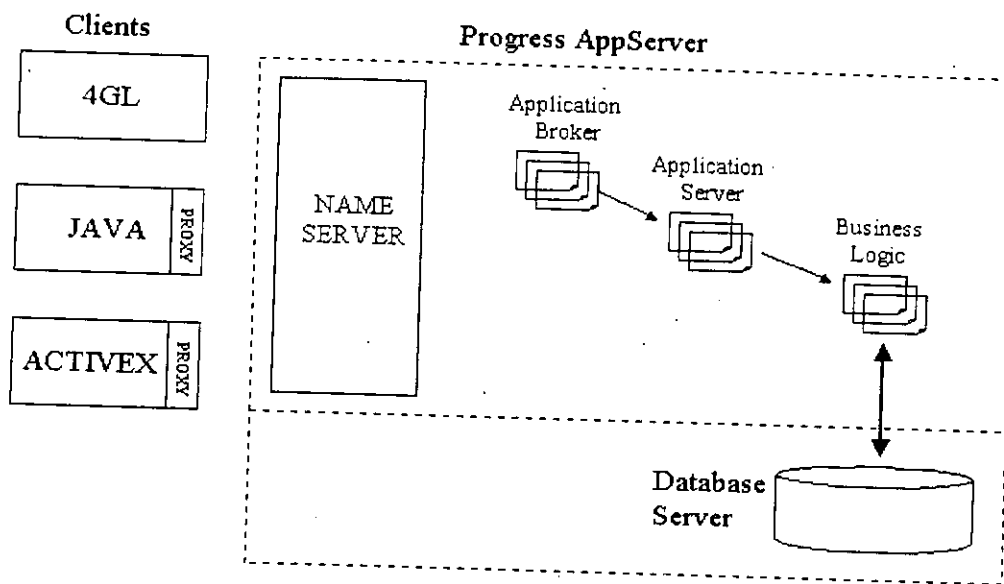 Clients
Progress AppServer
4GL
JAVA
PROXY
ACTIVEX
PROXY
NAME
SERVER
Application
Broker
Application
Server
Business
Logic
Database
Server